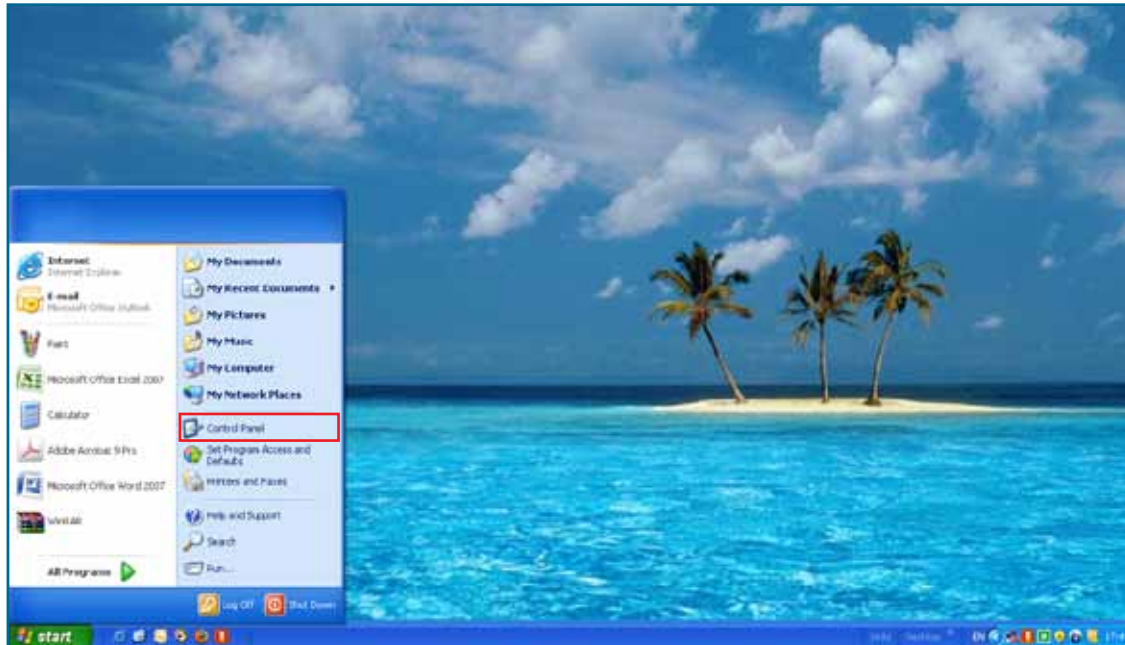 Internet
Internet Explorer
E-mail
Microsoft Office Outlook
Paint
Microsoft Office Excel 2007
Calculator
Adobe Acrobat 9 Pro
Microsoft Office Word 2007
WinRAR
All Programs
My Documents
My Recent Documents
My Pictures
My Music
My Computer
My Network Places
Control Panel
Set Program Access and
Defaults
Printers and Faxes
Help and Support
Search
Run...
Log Off
Shut Down
start
Desktop
EN